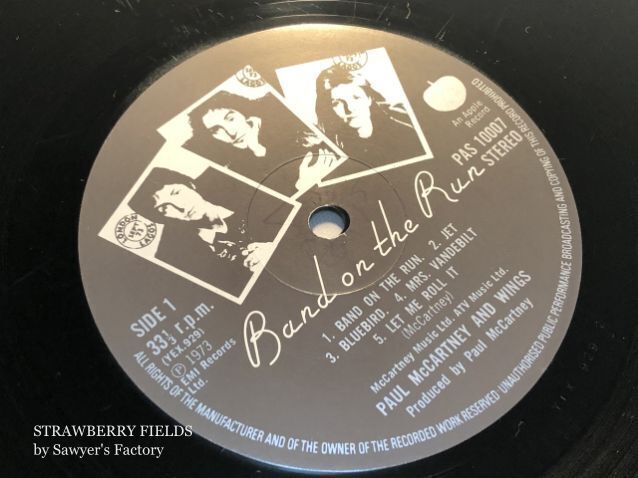 LONDON
LAGOS
SIDE 1
33⅓ r.p.m.
(YEX 929)
Ⓟ 1973
EMI Records
Ltd.
An Apple
Record
PAS 10007
STEREO
Band on the Run
1. BAND ON THE RUN. 2. JET
3. BLUEBIRD. 4. MRS. VANDEBILT
5. LET ME ROLL IT
(McCartney)
McCartney Music Ltd. ATV Music Ltd.
PAUL McCARTNEY AND WINGS
Produced by Paul McCartney
ALL RIGHTS OF THE MANUFACTURER AND OF THE OWNER OF THE RECORDED WORK RESERVED UNAUTHORISED PUBLIC PERFORMANCE BROADCASTING AND COPYING OF THIS RECORD PROHIBITED
STRAWBERRY FIELDS
by Sawyer's Factory